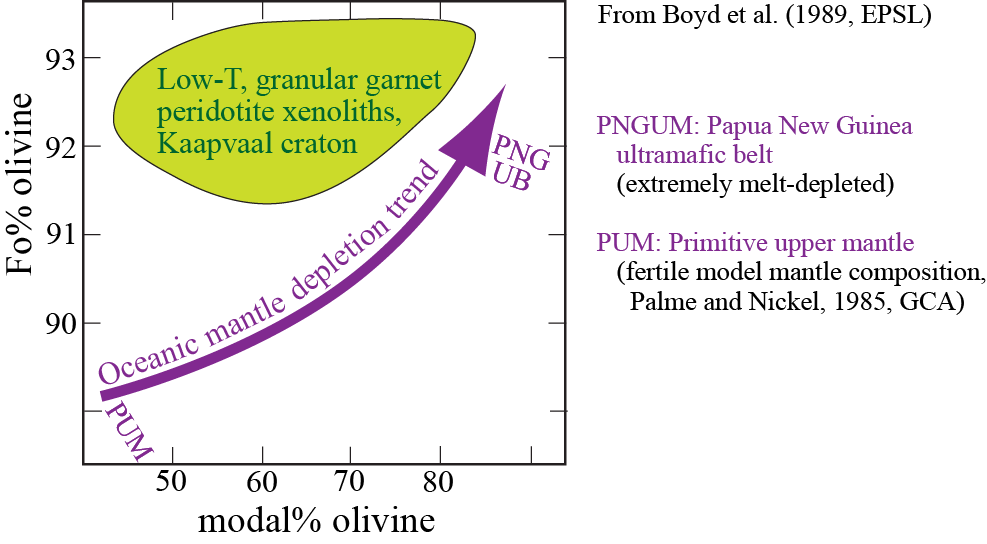 From Boyd et al. (1989, EPSL)
93
92
91
90
Fo% olivine
Low-T, granular garnet
peridotite xenoliths,
Kaapvaal craton
PNG
UB
Oceanic mantle depletion trend
PUM
50
60
70
80
modal% olivine
PNGUM: Papua New Guinea
ultramafic belt
(extremely melt-depleted)
PUM: Primitive upper mantle
(fertile model mantle composition,
Palme and Nickel, 1985, GCA)